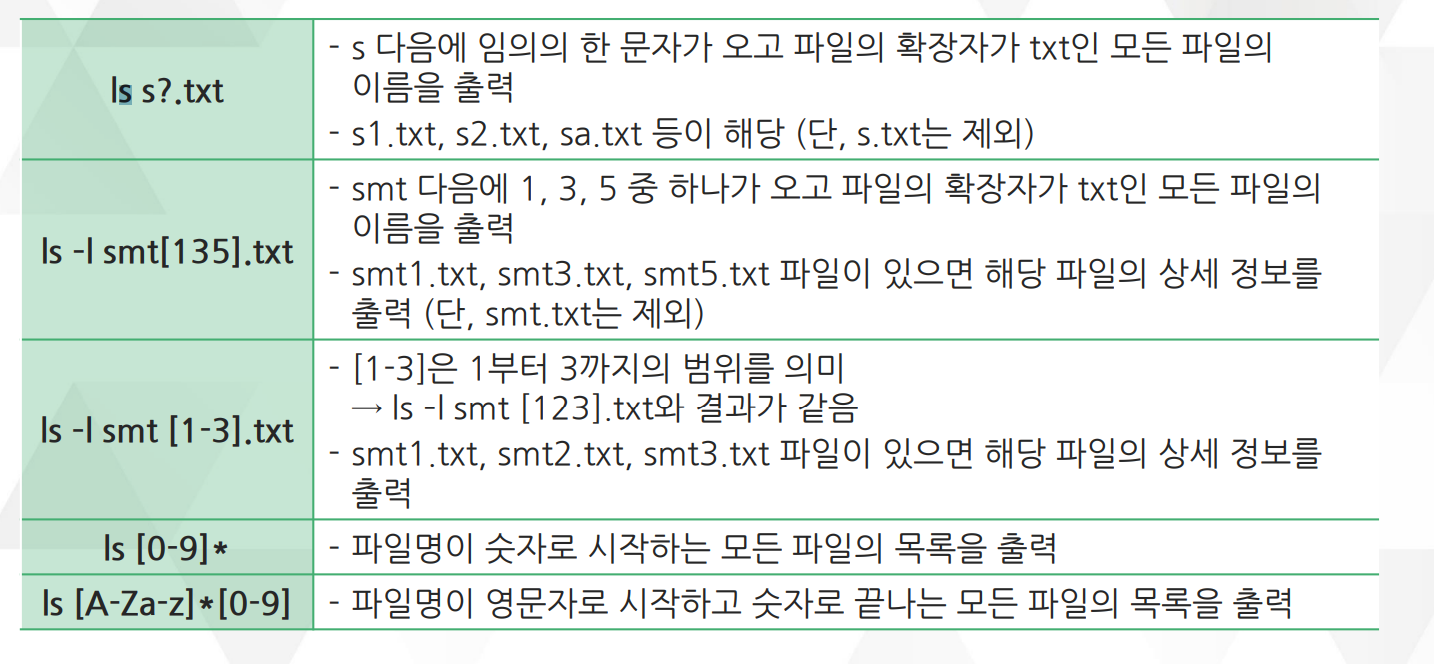 ls s?.txt
- s 다음에 임의의 한 문자가 오고 파일의 확장자가 txt인 모든 파일의
이름을 출력
- s1.txt, s2.txt, sa.txt 등이 해당 (단, s.txt는 제외)
ls -l smt[135].txt
- smt 다음에 1, 3, 5 중 하나가 오고 파일의 확장자가 txt인 모든 파일의
이름을 출력
- smt1.txt, smt3.txt, smt5.txt 파일이 있으면 해당 파일의 상세 정보를
출력 (단, smt.txt는 제외)
ls -l smt [1-3].txt
- [1-3]은 1부터 3까지의 범위를 의미
→ ls -l smt [123].txt와 결과가 같음
- smt1.txt, smt2.txt, smt3.txt 파일이 있으면 해당 파일의 상세 정보를
출력
ls [0-9]*
- 파일명이 숫자로 시작하는 모든 파일의 목록을 출력
ls [A-Za-z]*[0-9]
- 파일명이 영문자로 시작하고 숫자로 끝나는 모든 파일의 목록을 출력